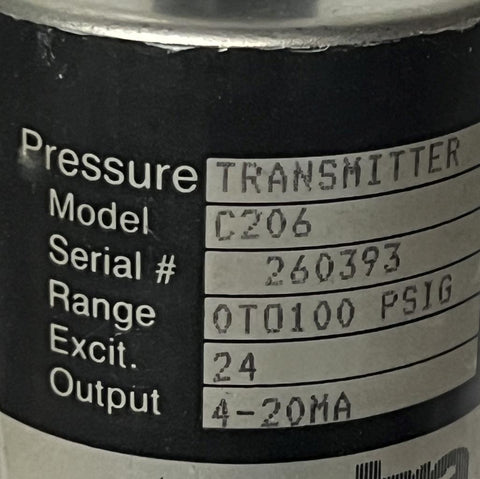 Pressure TRANSMITTER
Model C206
Serial # 260393
Range 0TO100 PSIG
Excit. 24
Output 4-20MA